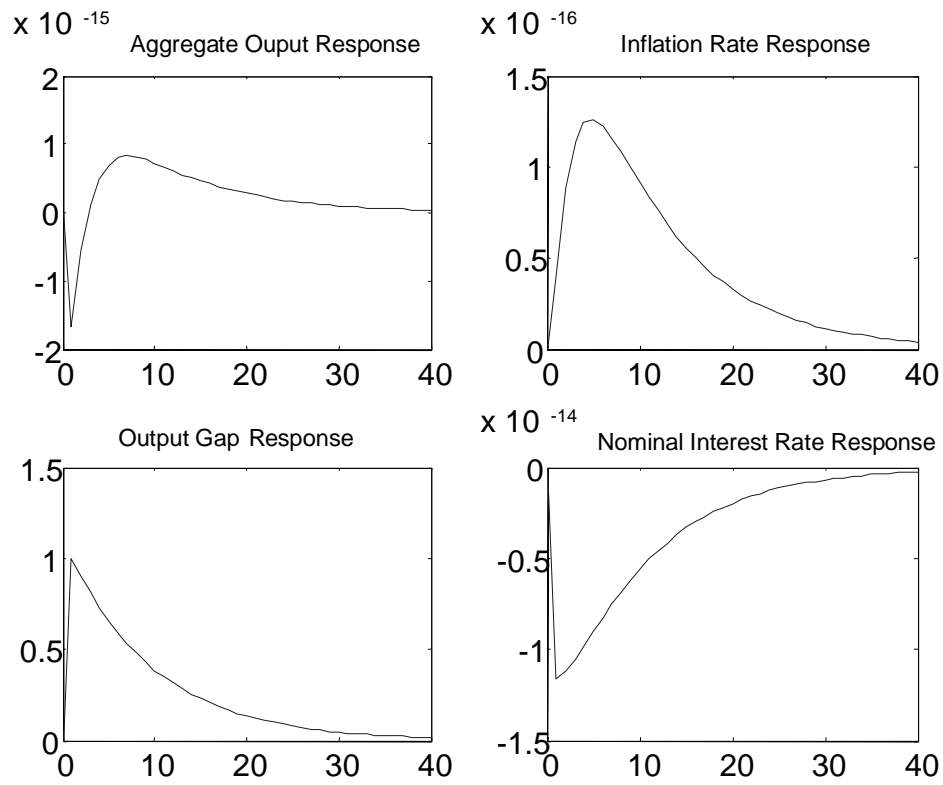 x 10 -15
Aggregate Ouput Response
2
1
0
-1
-2
0 10 20 30 40
x 10 -16
Inflation Rate Response
1.5
1
0.5
0
0 10 20 30 40
Output Gap Response
1.5
1
0.5
0
0 10 20 30 40
x 10 -14
Nominal Interest Rate Response
0
-0.5
-1
-1.5
0 10 20 30 40